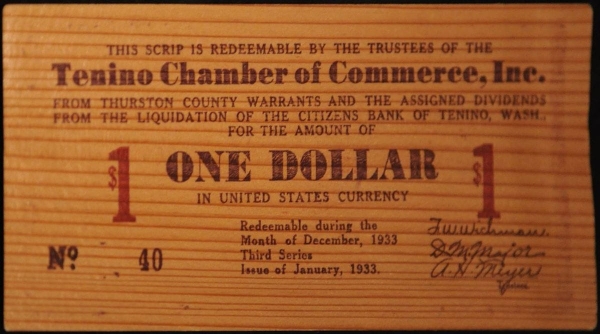 THIS SCRIP IS REDEEMABLE BY THE TRUSTEES OF THE
Tenino Chamber of Commerce, Inc.
FROM THURSTON COUNTY WARRANTS AND THE ASSIGNED DIVIDENDS
FROM THE LIQUIDATION OF THE CITIZENS BANK OF TENINO, WASH.,
FOR THE AMOUNT OF
$1 ONE DOLLAR $1
IN UNITED STATES CURRENCY
Redeemable during the
Month of December, 1933
Third Series
Issue of January, 1933.
No. 40
D. M. Major
A. H. Meyer